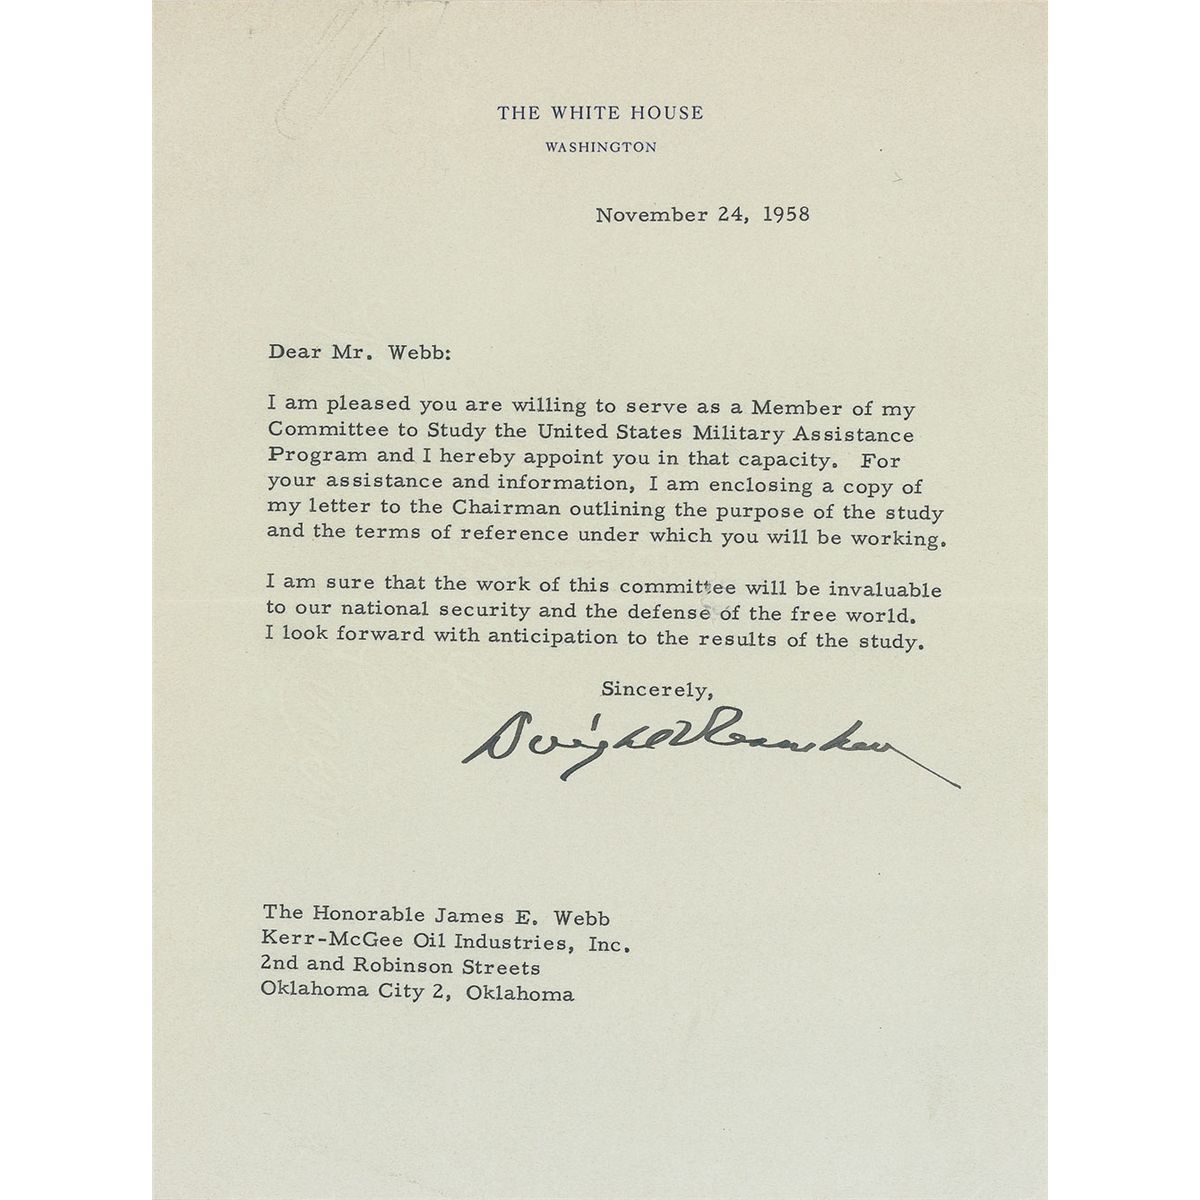 THE WHITE HOUSE
WASHINGTON
November 24, 1958
Dear Mr. Webb:
I am pleased you are willing to serve as a Member of my
Committee to Study the United States Military Assistance
Program and I hereby appoint you in that capacity. For
your assistance and information, I am enclosing a copy of
my letter to the Chairman outlining the purpose of the study
and the terms of reference under which you will be working.
I am sure that the work of this committee will be invaluable
to our national security and the defense of the free world.
I look forward with anticipation to the results of the study.
Sincerely,
Dwight D Eisenhower
The Honorable James E. Webb
Kerr-McGee Oil Industries, Inc.
2nd and Robinson Streets
Oklahoma City 2, Oklahoma